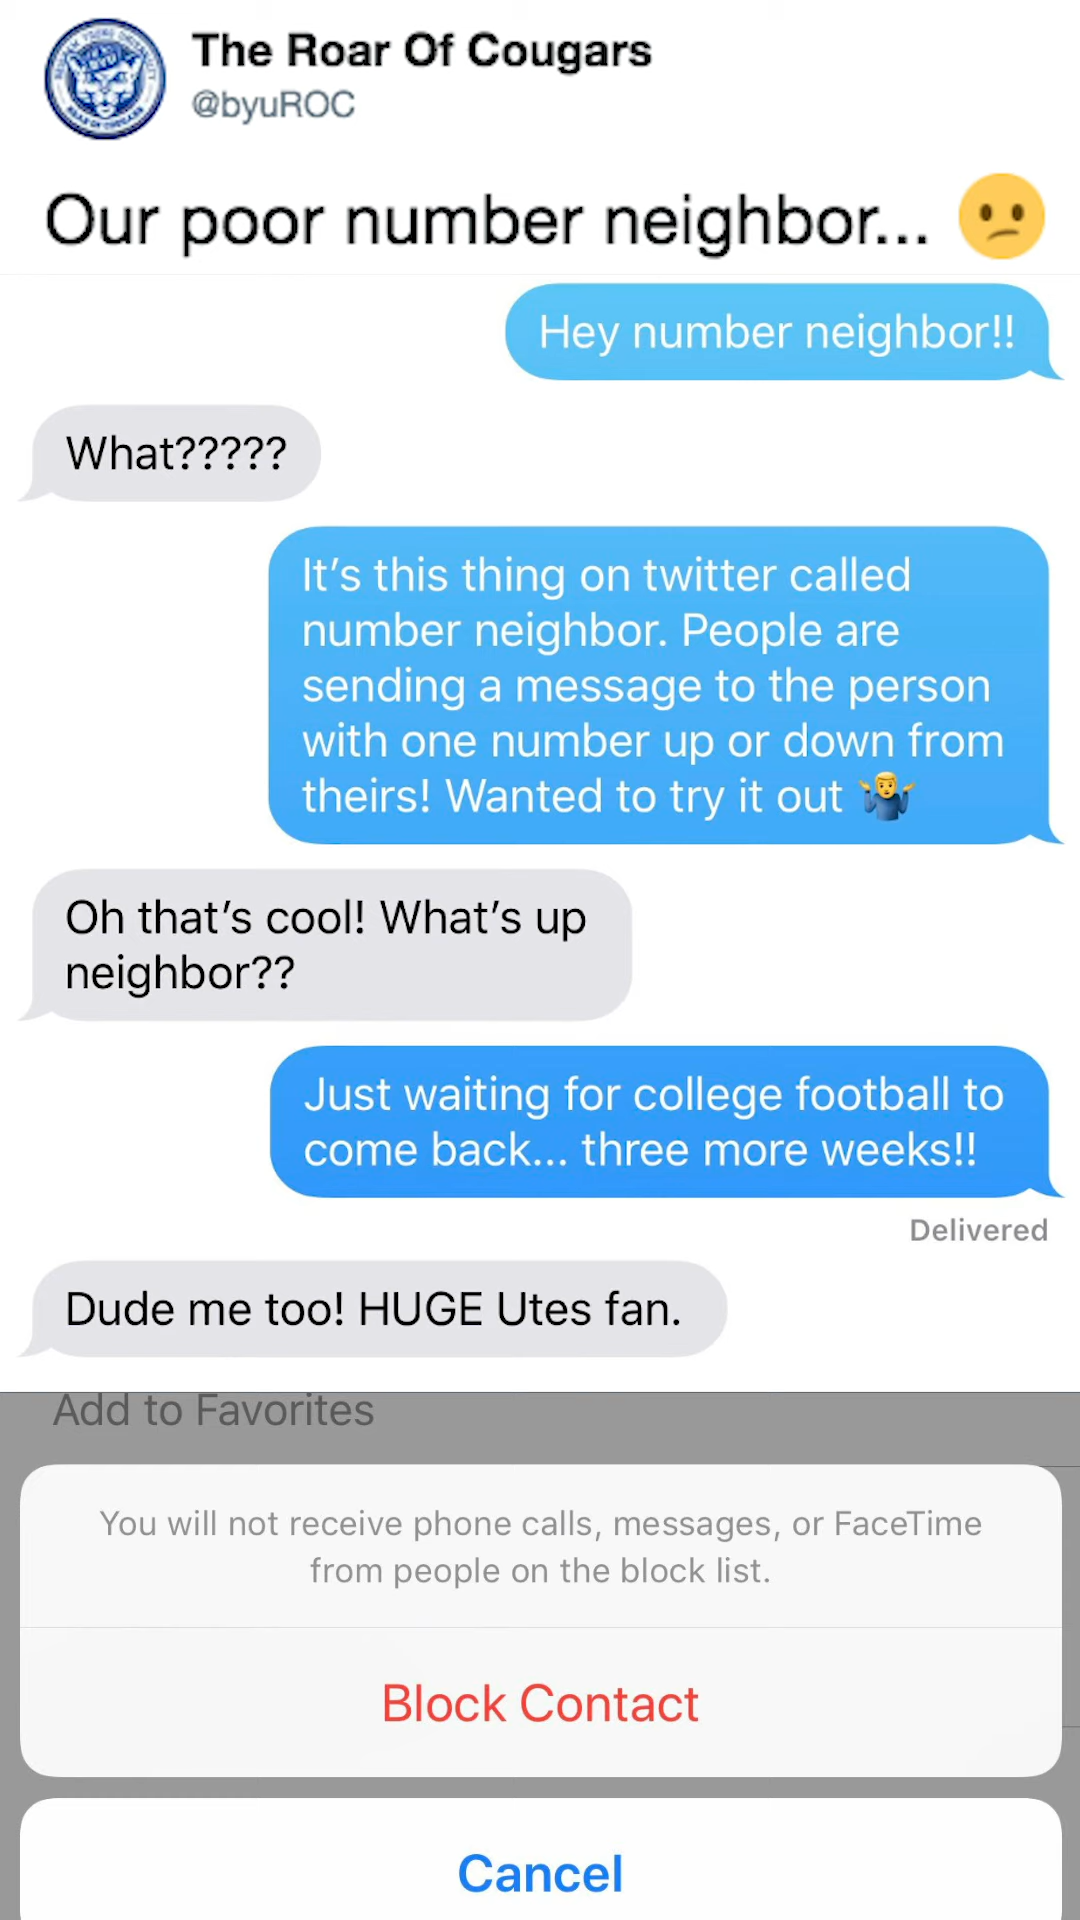 The Roar Of Cougars
@byuROC
Our poor number neighbor... 😕
Hey number neighbor!!
What?????
It's this thing on twitter called
number neighbor. People are
sending a message to the person
with one number up or down from
theirs! Wanted to try it out 🤷‍♂️
Oh that's cool! What's up
neighbor??
Just waiting for college football to
come back... three more weeks!!
Delivered
Dude me too! HUGE Utes fan.
Add to Favorites
You will not receive phone calls, messages, or FaceTime
from people on the block list.
Block Contact
Cancel